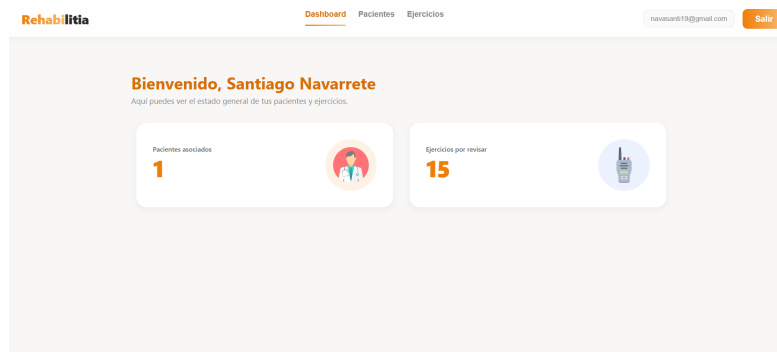 Rehabilitia
Dashboard Pacientes Ejercicios
navasanti19@gmail.com
Salir
Bienvenido, Santiago Navarrete
Aquí puedes ver el estado general de tus pacientes y ejercicios.
Pacientes asociados
1
Ejercicios por revisar
15